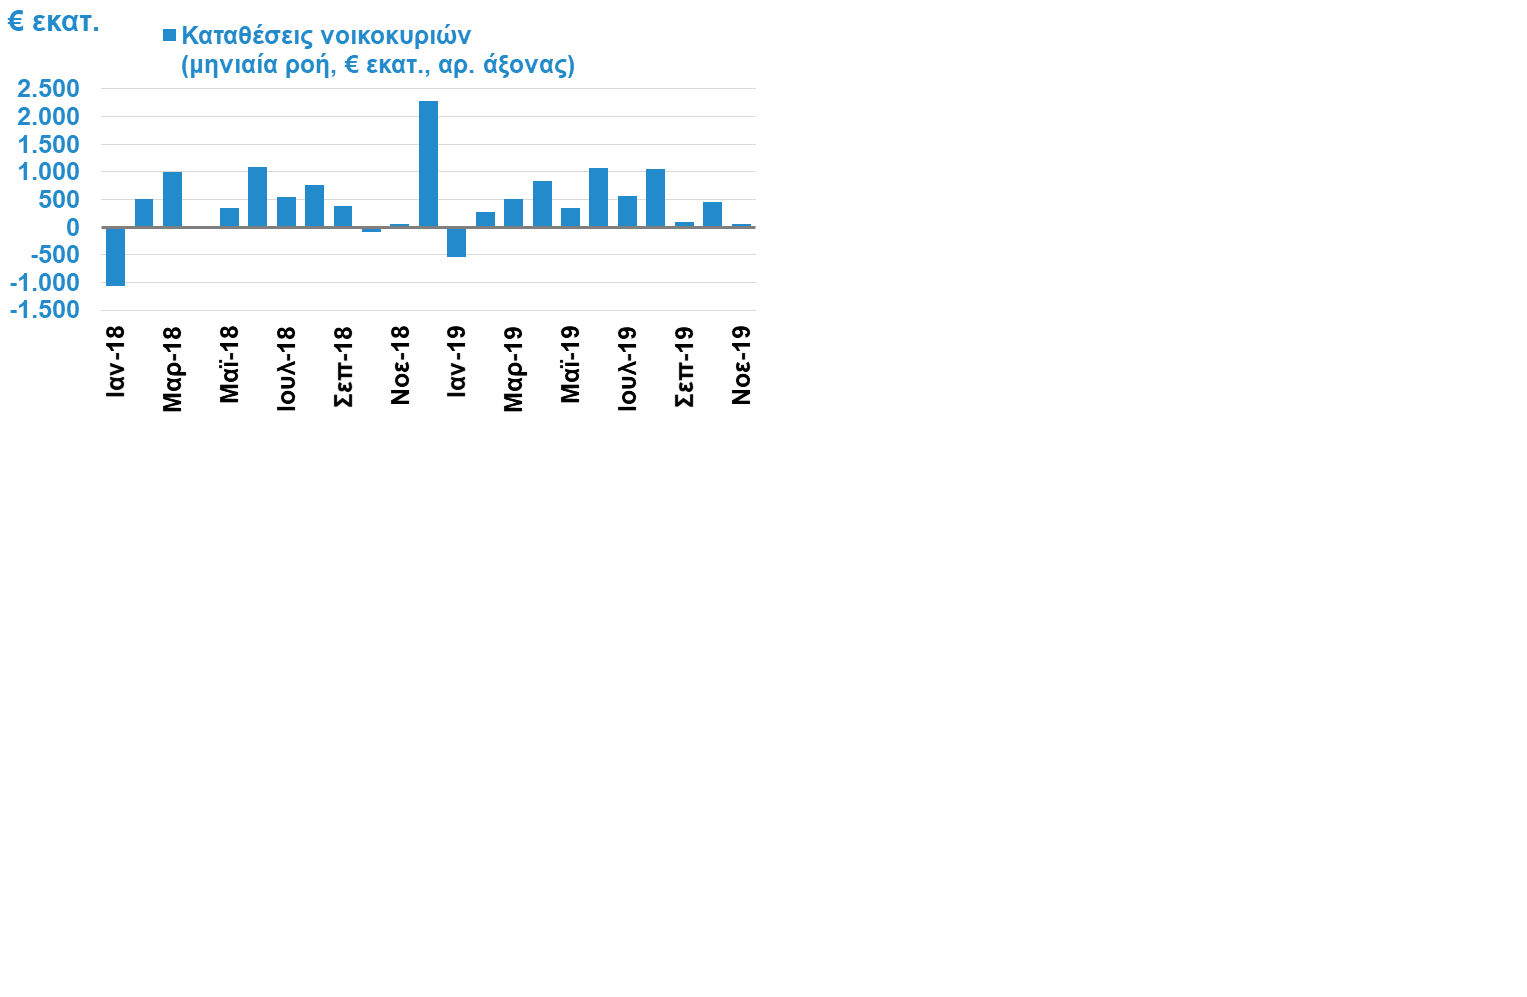 € εκατ.
Καταθέσεις νοικοκυριών
(μηνιαία ροή, € εκατ., αρ. άξονας)
2.500
2.000
1.500
1.000
500
0
-500
-1.000
-1.500
Ιαν-18
Μαρ-18
Μαϊ-18
Ιουλ-18
Σεπ-18
Νοε-18
Ιαν-19
Μαρ-19
Μαϊ-19
Ιουλ-19
Σεπ-19
Νοε-19